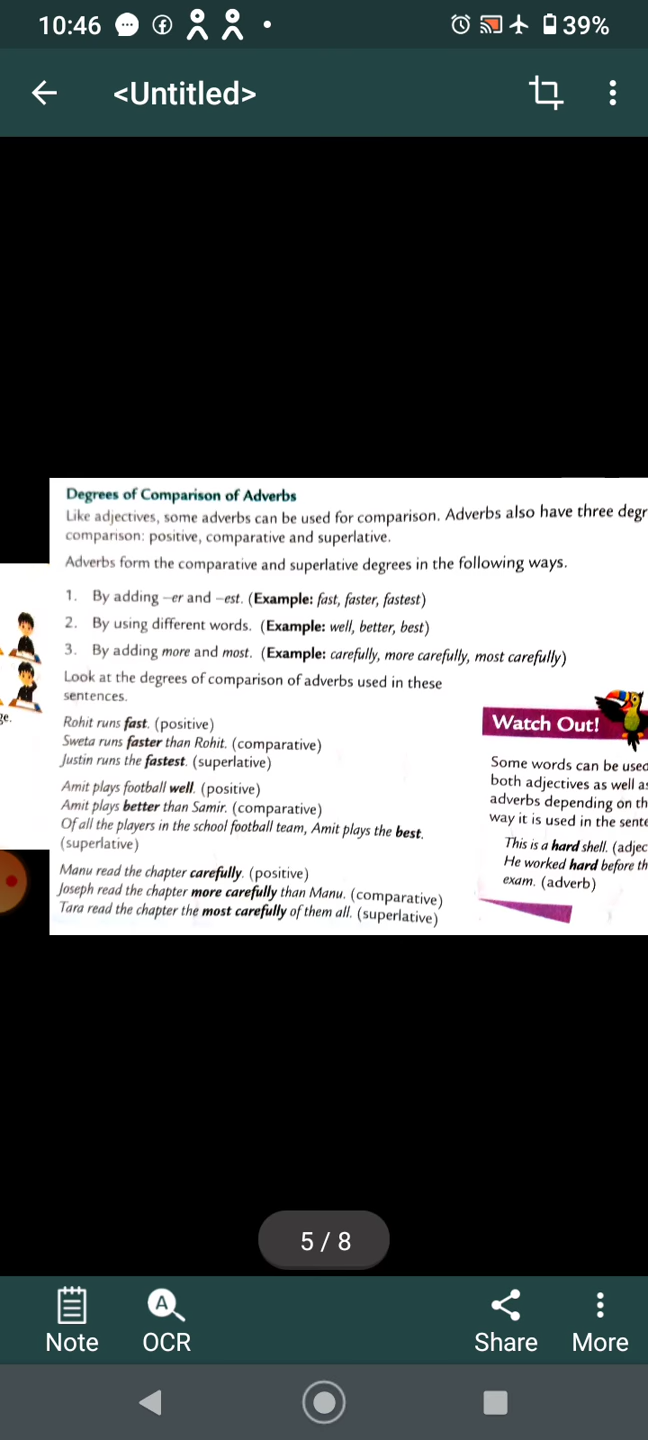 10:46
39%
<Untitled>
Degrees of Comparison of Adverbs
Like adjectives, some adverbs can be used for comparison. Adverbs also have three degr
comparison: positive, comparative and superlative.
Adverbs form the comparative and superlative degrees in the following ways.
1. By adding –er and –est. (Example: fast, faster, fastest)
2. By using different words. (Example: well, better, best)
3. By adding more and most. (Example: carefully, more carefully, most carefully)
Look at the degrees of comparison of adverbs used in these
sentences.
ge.
Rohit runs fast. (positive)
Sweta runs faster than Rohit. (comparative)
Justin runs the fastest. (superlative)
Amit plays football well. (positive)
Amit plays better than Samir. (comparative)
Of all the players in the school football team, Amit plays the best.
(superlative)
Manu read the chapter carefully. (positive)
Joseph read the chapter more carefully than Manu. (comparative)
Tara read the chapter the most carefully of them all. (superlative)
Watch Out!
Some words can be used
both adjectives as well as
adverbs depending on th
way it is used in the sente
This is a hard shell. (adjec
He worked hard before th
exam. (adverb)
5 / 8
A
Note
OCR
Share
More